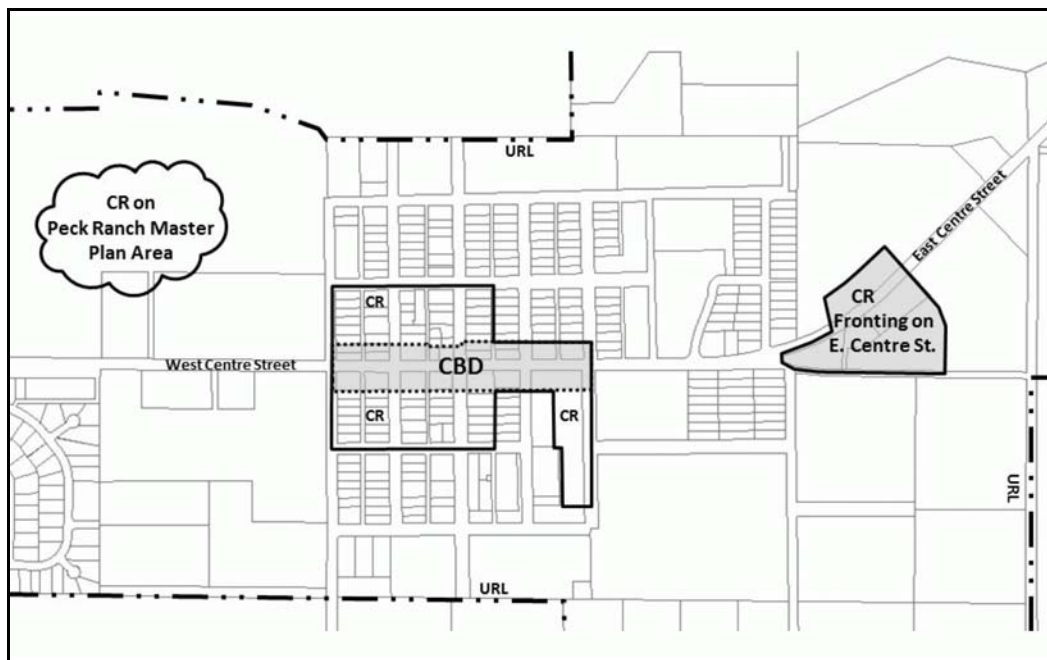 URL
CR on
Peck Ranch Master
Plan Area
East Centre Street
CR
CR
Fronting on
E. Centre St.
West Centre Street
CBD
CR
CR
URL
URL